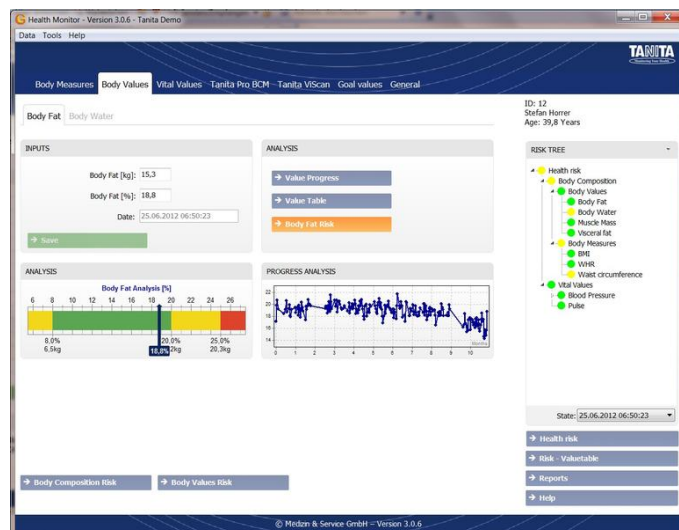 Health Monitor - Version 3.0.6 - Tanita Demo
Data Tools Help
TANITA
Body Measures Body Values Vital Values Tanita Pro BCM Tanita ViScan Goal values General
Body Fat Body Water
ID: 12
Stefan Horrer
Age: 39,8 Years
INPUTS
Body Fat [kg]: 15,3
Body Fat [%]: 18,8
Date: 25.06.2012 06:50:23
→ Save
ANALYSIS
→ Value Progress
→ Value Table
→ Body Fat Risk
RISK TREE
Health risk
Body Composition
Body Values
Body Fat
Body Water
Muscle Mass
Visceral fat
Body Measures
BMI
WHR
Waist circumference
Vital Values
Blood Pressure
Pulse
ANALYSIS
Body Fat Analysis [%]
6 8 10 12 14 16 18 20 22 24 26
8,0% 20,0% 25,0%
6,5kg 18,8% 2kg 20,3kg
PROGRESS ANALYSIS
22
20
18
16
14
0 1 2 3 4 5 6 7 8 9 10
Months
State: 25.06.2012 06:50:23
→ Health risk
→ Risk - Valuetable
→ Reports
→ Help
→ Body Composition Risk → Body Values Risk
© Medzin & Service GmbH – Version 3.0.6